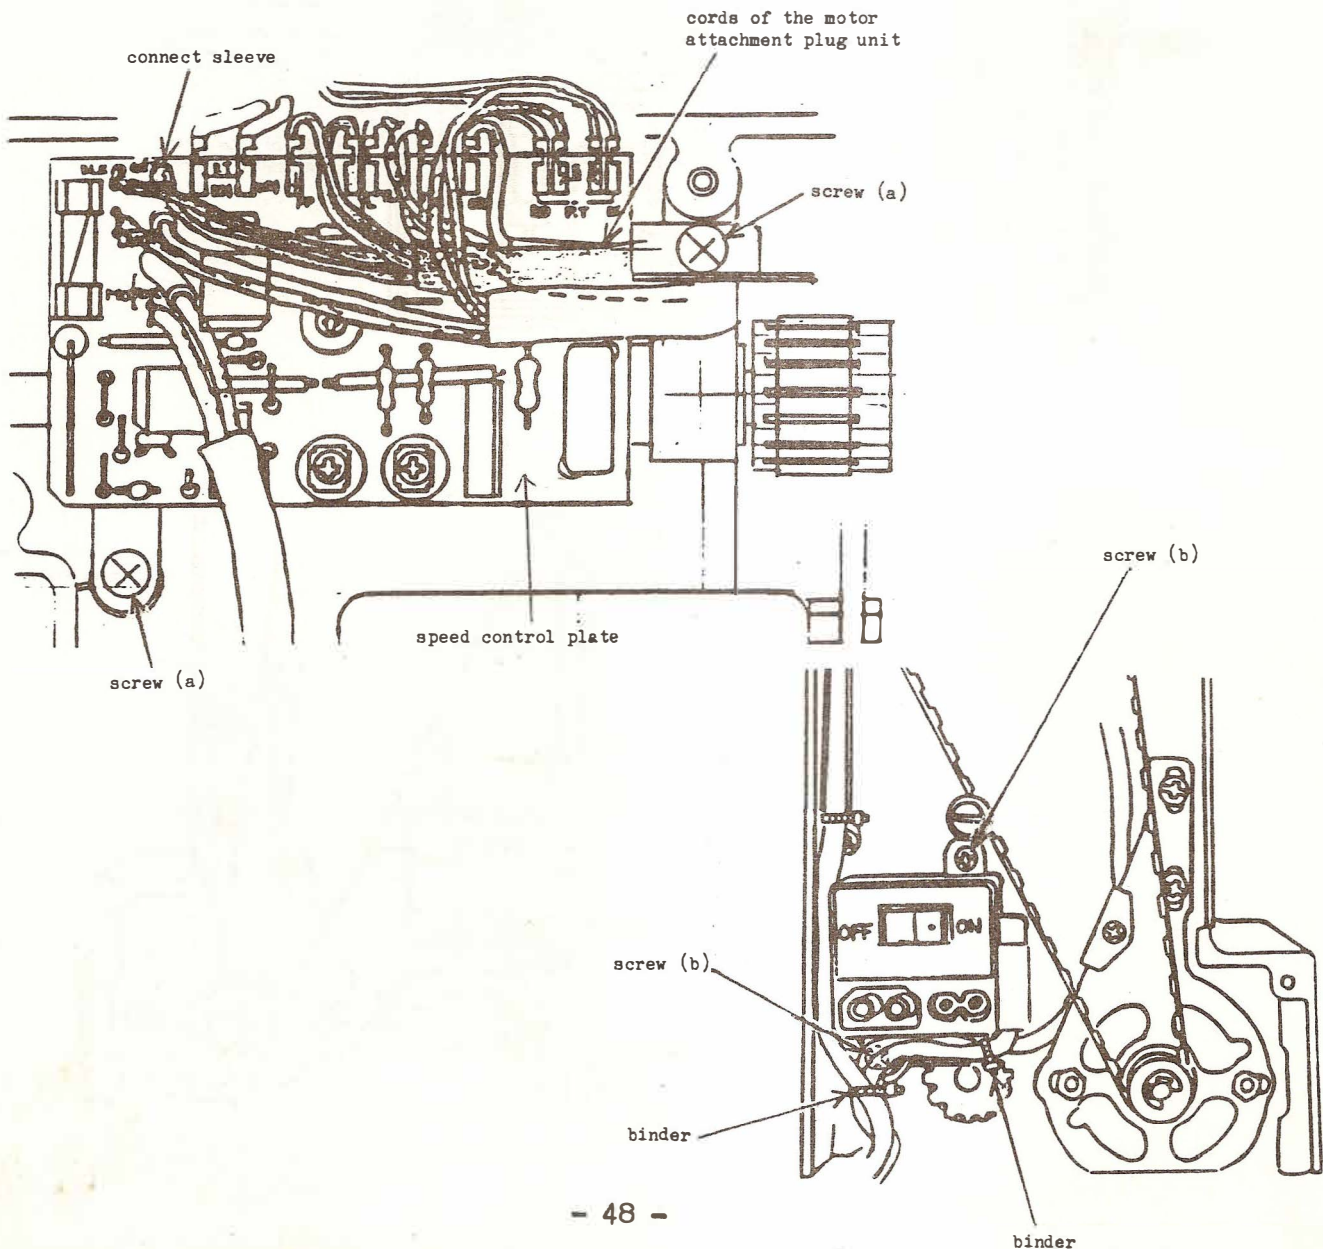 cords of the motor
attachment plug unit
connect sleeve
screw (a)
P.T
speed control plate
screw (a)
screw (b)
OFF
ON
screw (b)
binder
- 48 -
binder